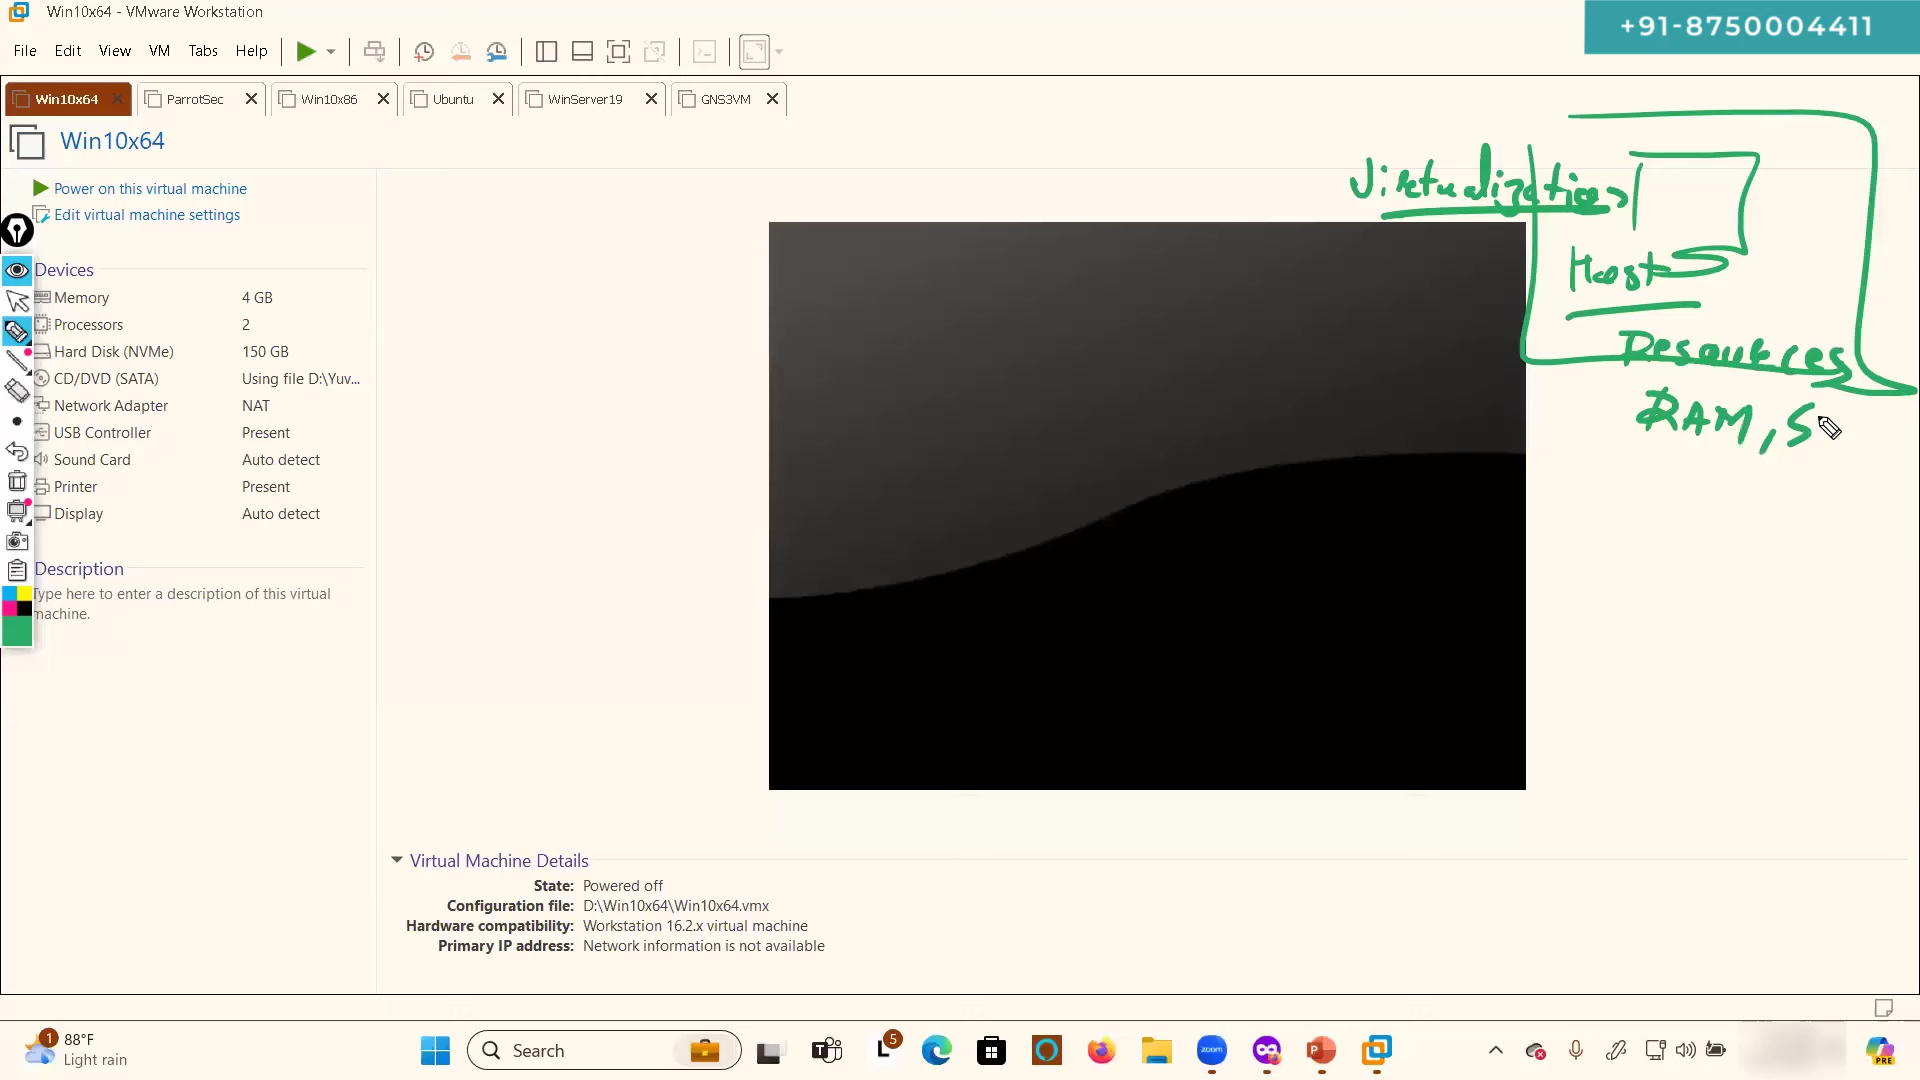 Win10x64 - VMware Workstation
+91-8750004411
File Edit View VM Tabs Help
Win10x64 ParrotSec Win10x86 Ubuntu WinServer19 GNS3VM
Win10x64
Virtualization
Power on this virtual machine
Edit virtual machine settings
Host
Resources
RAM, S
Devices
Memory 4 GB
Processors 2
Hard Disk (NVMe) 150 GB
CD/DVD (SATA) Using file D:\Yuv...
Network Adapter NAT
USB Controller Present
Sound Card Auto detect
Printer Present
Display Auto detect
Description
Type here to enter a description of this virtual
machine.
Virtual Machine Details
State: Powered off
Configuration file: D:\Win10x64\Win10x64.vmx
Hardware compatibility: Workstation 16.2.x virtual machine
Primary IP address: Network information is not available
1 88°F
Light rain
Search
5
zoom
PRE